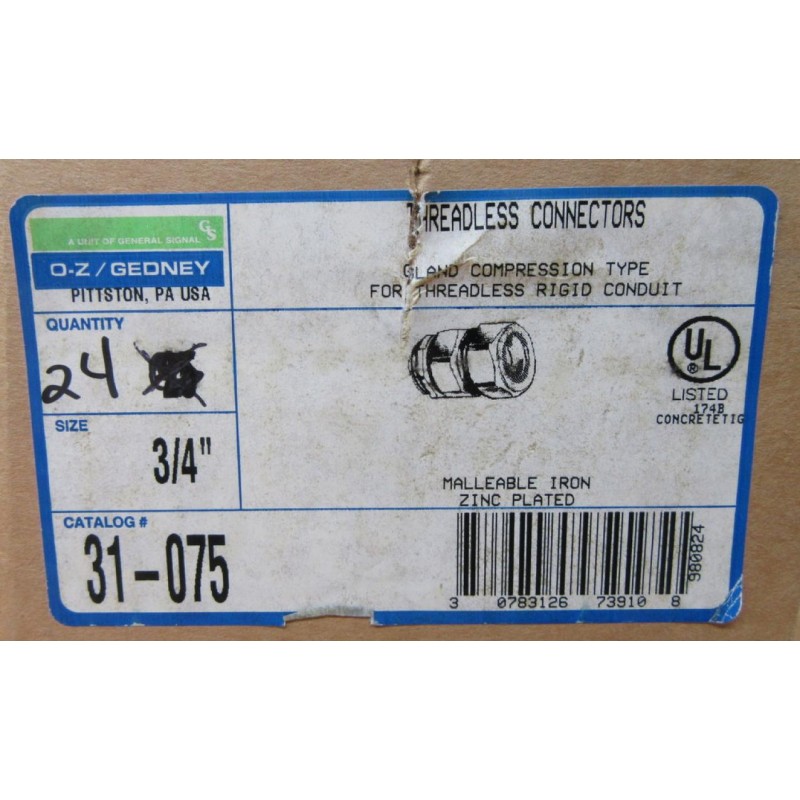 THREADLESS CONNECTORS
GS
A UNIT OF GENERAL SIGNAL
O-Z/GEDNEY
PITTSTON, PA USA
GLAND COMPRESSION TYPE
FOR THREADLESS RIGID CONDUIT
QUANTITY
24
UL
®
LISTED
174B
CONCRETETIG
SIZE
3/4"
MALLEABLE IRON
ZINC PLATED
CATALOG #
31-075
980824
3 0783126 73910 8